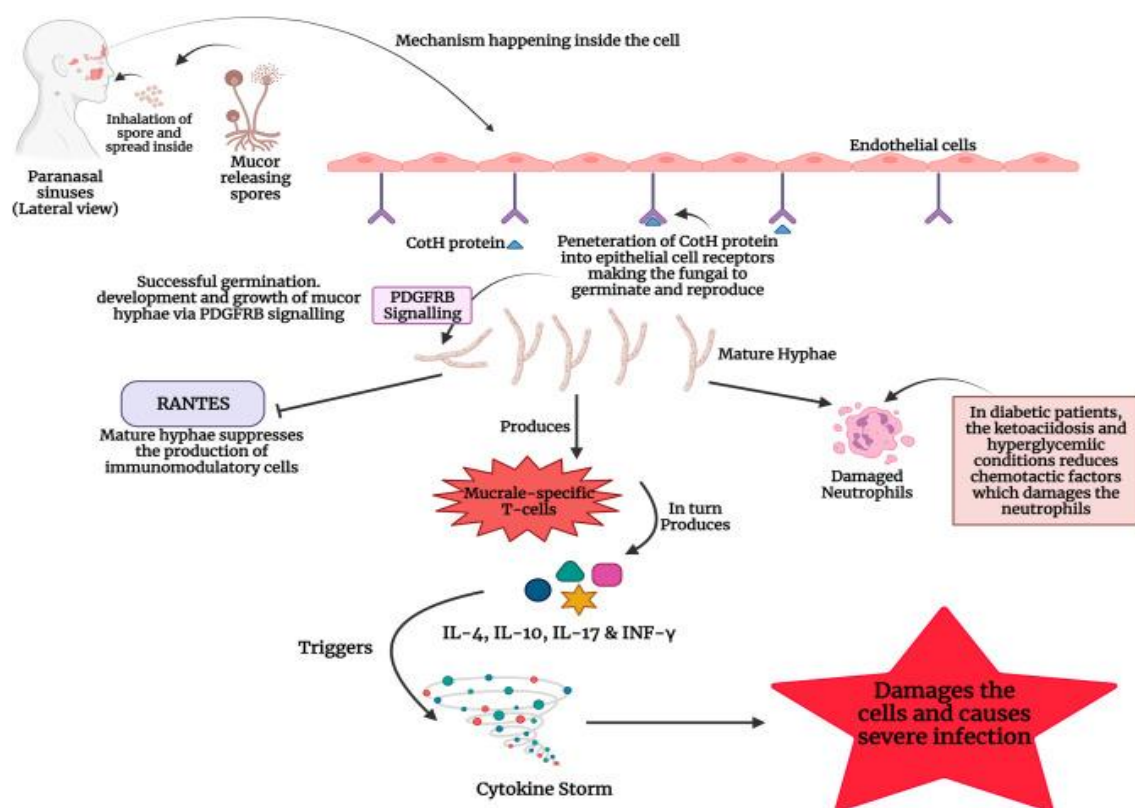 Mechanism happening inside the cell
Inhalation of
spore and
spread inside
Mucor
releasing
spores
Paranasal
sinuses
(Lateral view)
Endothelial cells
CotH protein
Peneteration of CotH protein
into epithelial cell receptors
making the fungai to
germinate and reproduce
Successful germination.
development and growth of mucor
hyphae via PDGFRB signalling
PDGFRB
Signalling
Mature Hyphae
RANTES
Mature hyphae suppresses
the production of
immunomodulatory cells
Produces
Damaged
Neutrophils
In diabetic patients,
the ketoaciidosis and
hyperglycemiic
conditions reduces
chemotactic factors
which damages the
neutrophils
Mucrale-specific
T-cells
In turn
Produces
IL-4, IL-10, IL-17 & INF-γ
Triggers
Cytokine Storm
Damages the
cells and causes
severe infection